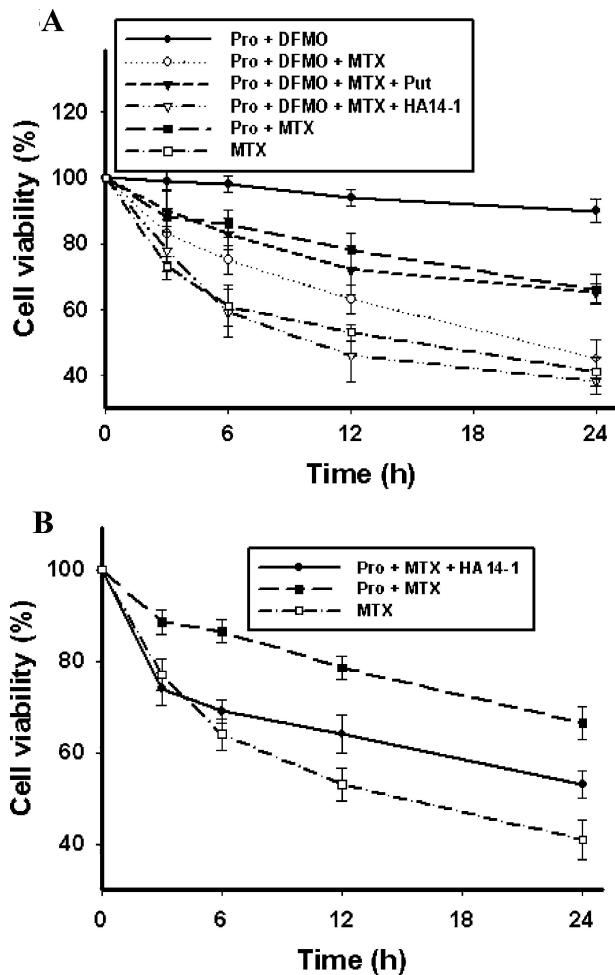 A
Pro + DFMO
Pro + DFMO + MTX
Pro + DFMO + MTX + Put
Pro + DFMO + MTX + HA14-1
Pro + MTX
MTX
Cell viability (%)
120
100
80
60
40
0
6
12
18
24
Time (h)
B
Pro + MTX + HA14-1
Pro + MTX
MTX
Cell viability (%)
100
80
60
40
0
6
12
18
24
Time (h)